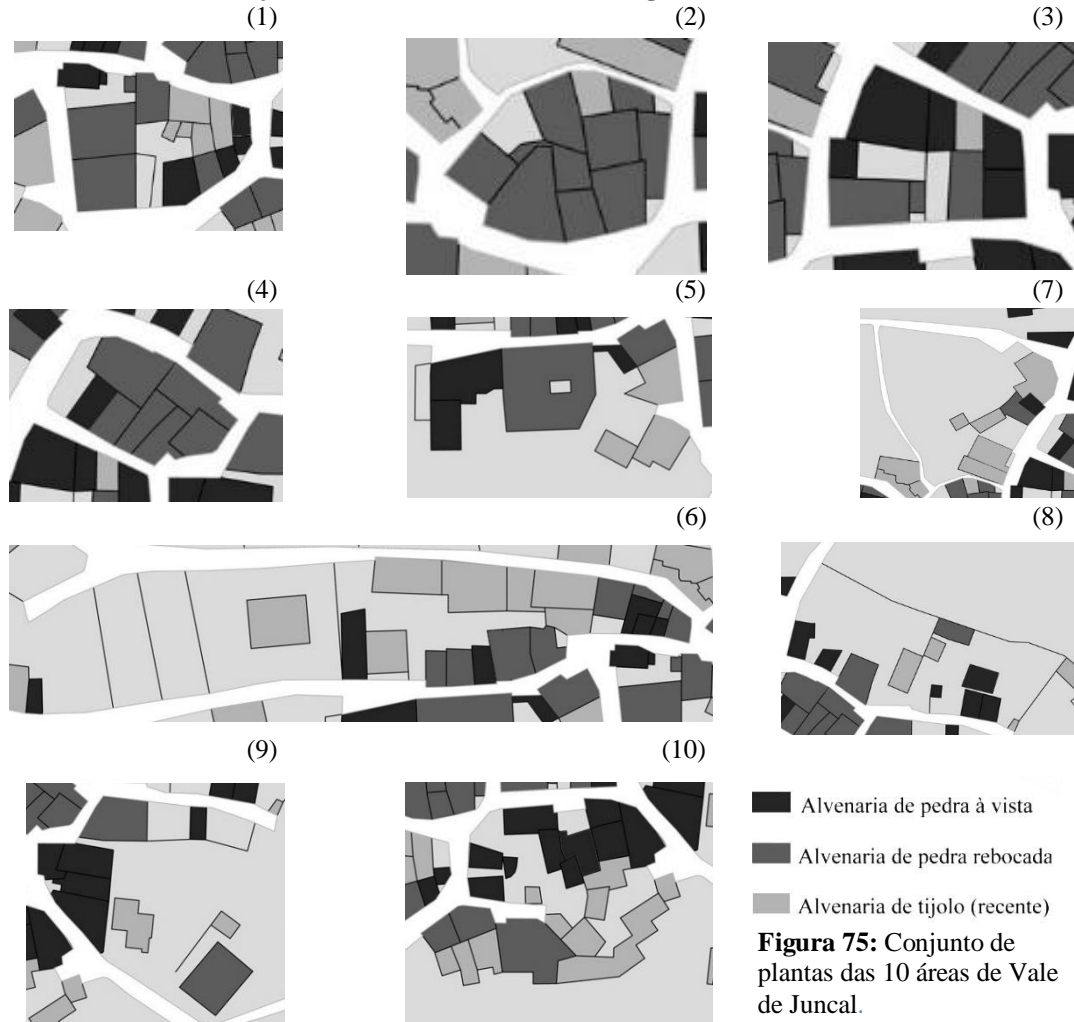 (1) (2) (3)
(4) (5) (7)
(6) (8)
(9) (10)
Alvenaria de pedra à vista
Alvenaria de pedra rebocada
Alvenaria de tijolo (recente)
Figura 75: Conjunto de
plantas das 10 áreas de Vale
de Juncal.